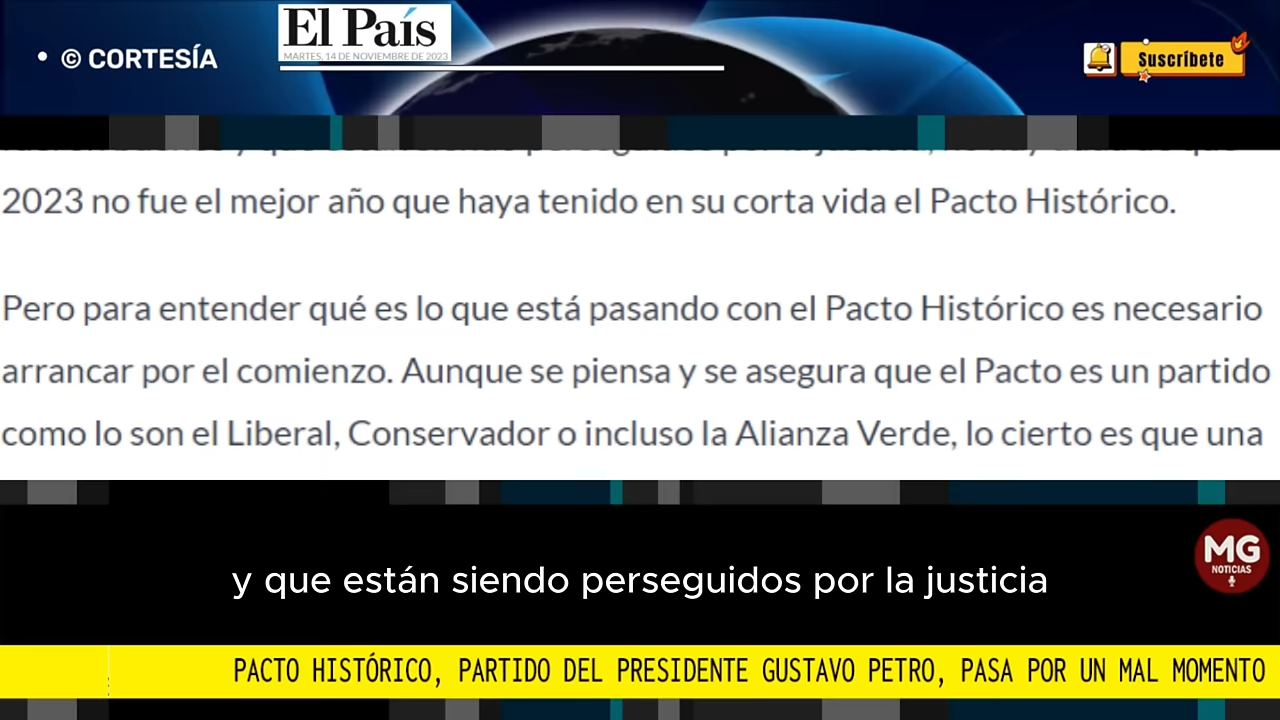 • © CORTESÍA
El País
MARTES, 14 DE NOVIEMBRE DE 2023
Suscríbete
2023 no fue el mejor año que haya tenido en su corta vida el Pacto Histórico.
Pero para entender qué es lo que está pasando con el Pacto Histórico es necesario
arrancar por el comienzo. Aunque se piensa y se asegura que el Pacto es un partido
como lo son el Liberal, Conservador o incluso la Alianza Verde, lo cierto es que una
MG
NOTICIAS
y que están siendo perseguidos por la justicia
PACTO HISTÓRICO, PARTIDO DEL PRESIDENTE GUSTAVO PETRO, PASA POR UN MAL MOMENTO